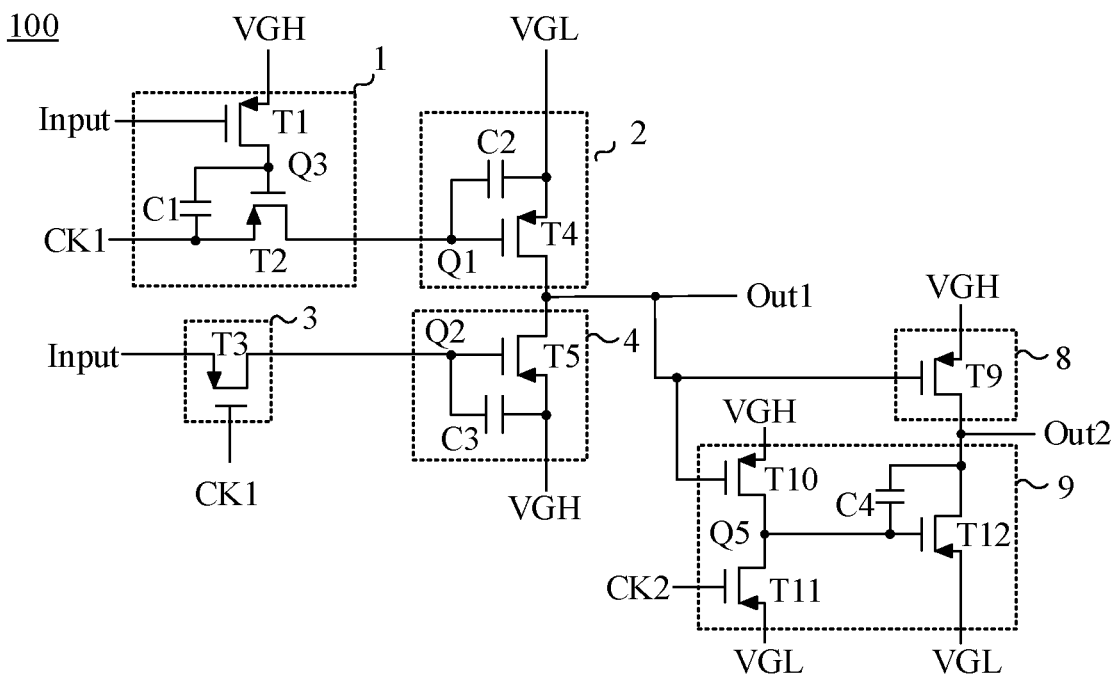 100
VGH
VGL
1
Input
T1
2
C2
Q3
C1
T4
CK1
T2
Q1
Out1
VGH
3
Q2
4
T3
Input
T5
8
T9
C3
VGH
Out2
CK1
VGH
T10
9
C4
Q5
T12
CK2
T11
VGL
VGL